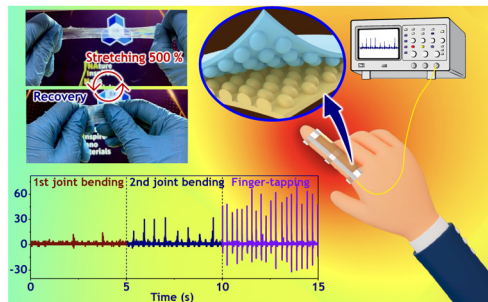 Stretching 500 %
Recovery
1st joint bending
2nd joint bending
Finger-tapping
60
30
0
-30
0
5
10
15
Time (s)